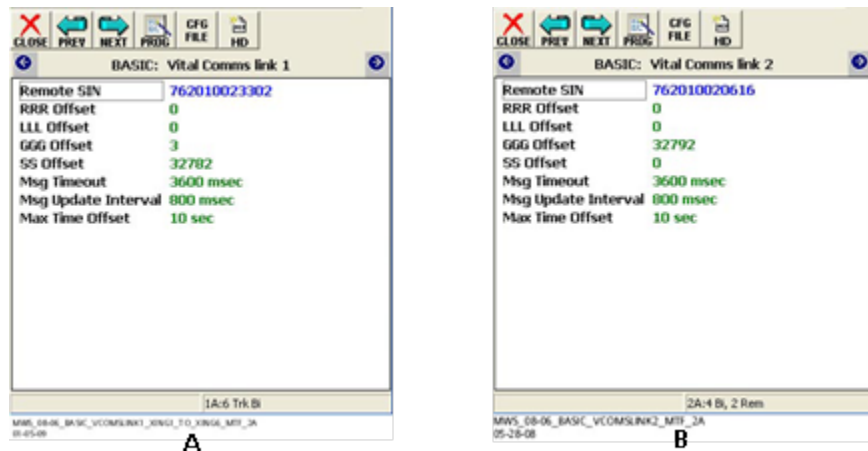 CLOSE PREV NEXT PROG CFG FILE HD
BASIC: Vital Comms link 1
Remote SIN 762010023302
RRR Offset 0
LLL Offset 0
GGG Offset 3
SS Offset 32782
Msg Timeout 3600 msec
Msg Update Interval 800 msec
Max Time Offset 10 sec
1A:6 Trk Bi
MWS_08-06_BASIC_VCOMSLINK1_XING3_TO_XING6_MTF_2A
01-05-09
A
CLOSE PREV NEXT PROG CFG FILE HD
BASIC: Vital Comms link 2
Remote SIN 762010020616
RRR Offset 0
LLL Offset 0
GGG Offset 32792
SS Offset 0
Msg Timeout 3600 msec
Msg Update Interval 800 msec
Max Time Offset 10 sec
2A:4 Bi, 2 Rem
MWS_08-06_BASIC_VCOMSLINK2_MTF_2A
05-28-08
B